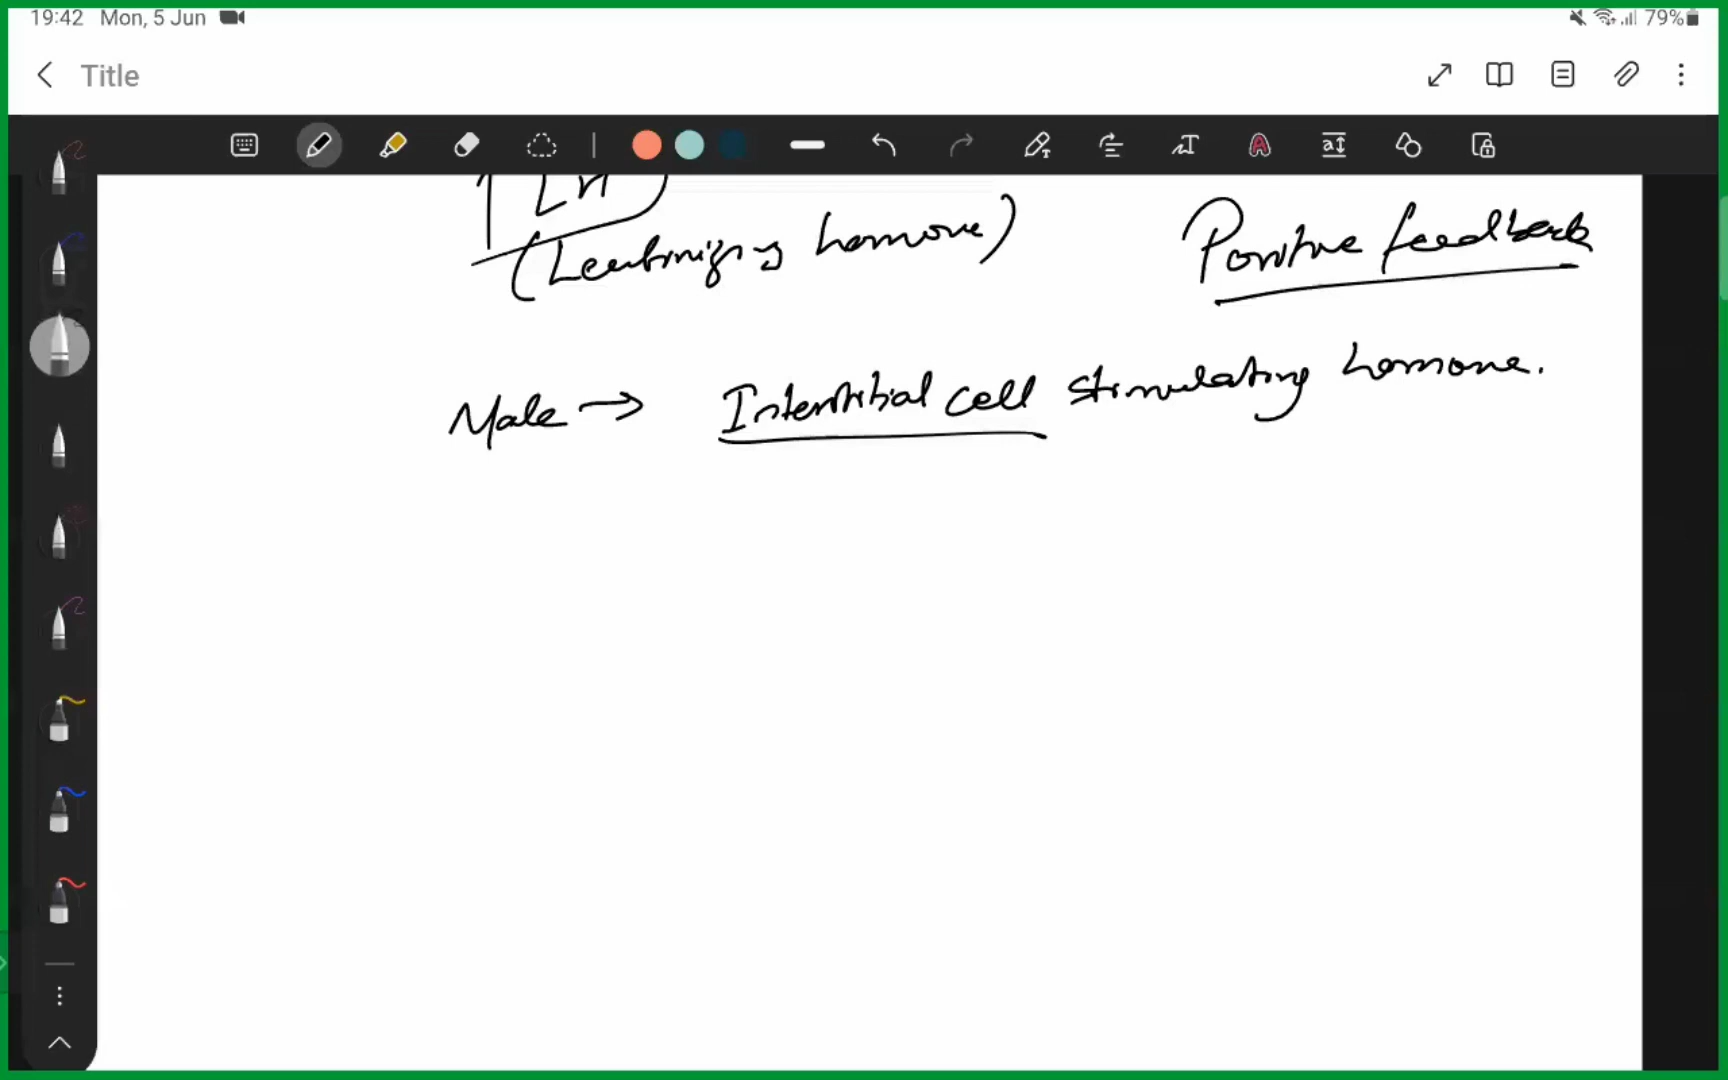 19:42 Mon, 5 Jun 79%
Title
LH
(Leutinizing hormone)
Positive feedback
Male → Interstitial cell stimulating hormone.